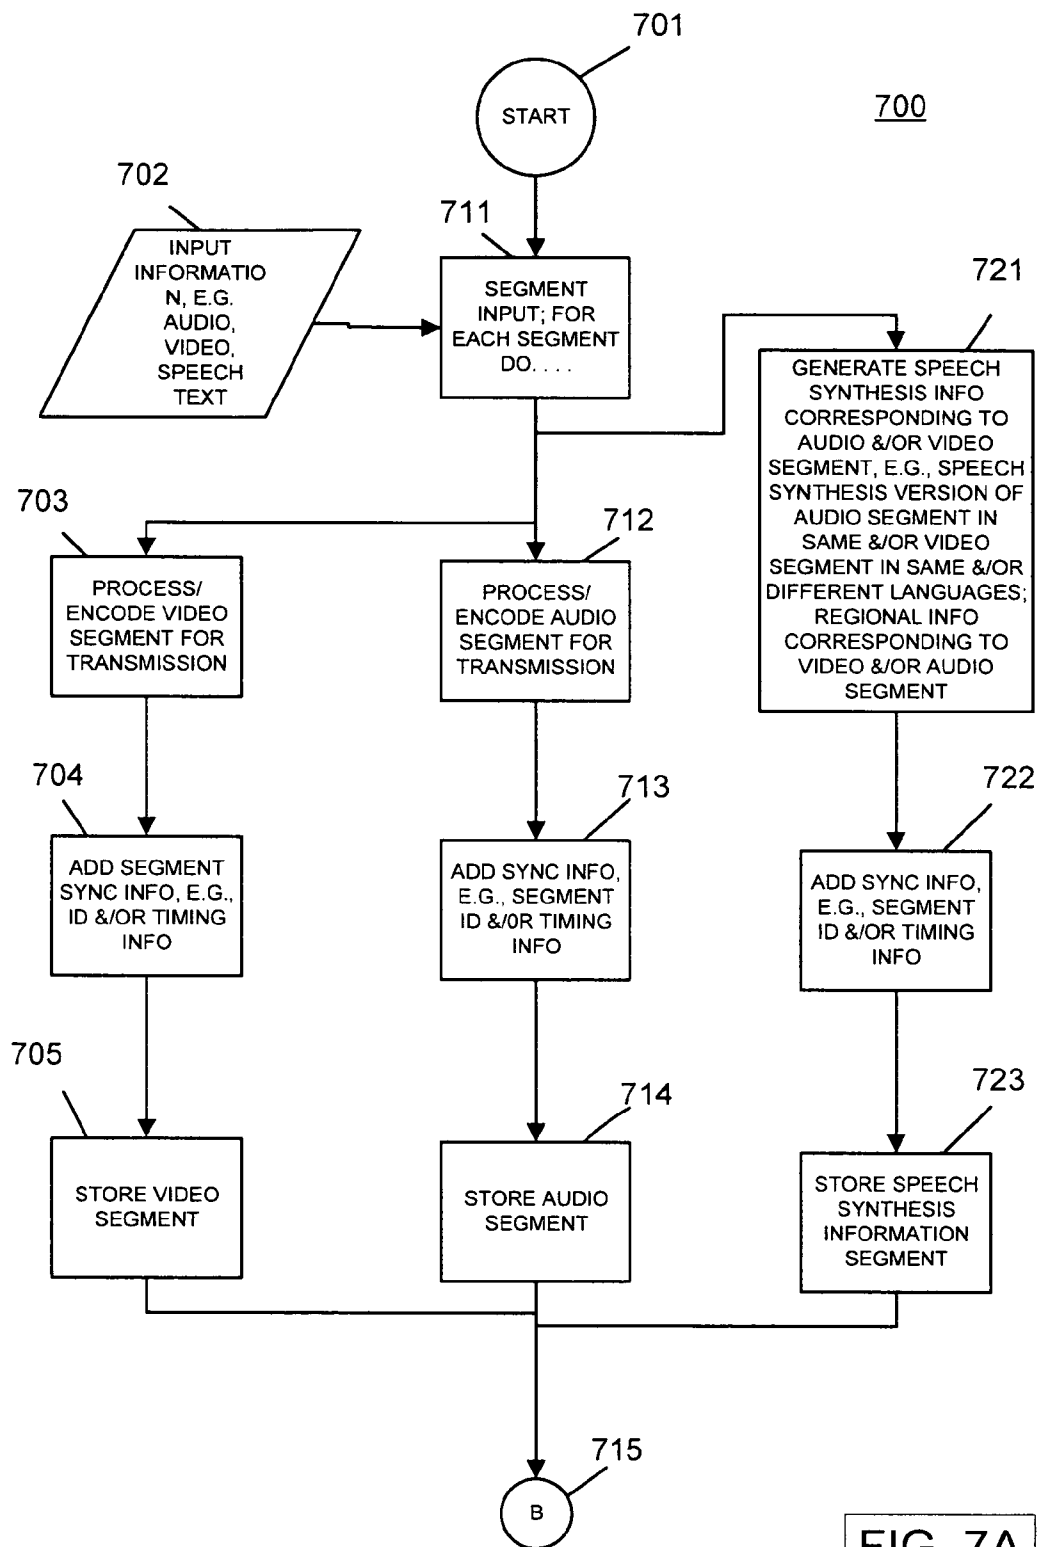 701
START
700
702
INPUT
INFORMATIO
N, E.G.
AUDIO,
VIDEO,
SPEECH
TEXT
711
SEGMENT
INPUT; FOR
EACH SEGMENT
DO. . . .
721
GENERATE SPEECH
SYNTHESIS INFO
CORRESPONDING TO
AUDIO &/OR VIDEO
SEGMENT, E.G., SPEECH
SYNTHESIS VERSION OF
AUDIO SEGMENT IN
SAME &/OR VIDEO
SEGMENT IN SAME &/OR
DIFFERENT LANGUAGES;
REGIONAL INFO
CORRESPONDING TO
VIDEO &/OR AUDIO
SEGMENT
703
PROCESS/
ENCODE VIDEO
SEGMENT FOR
TRANSMISSION
712
PROCESS/
ENCODE AUDIO
SEGMENT FOR
TRANSMISSION
704
ADD SEGMENT
SYNC INFO, E.G.,
ID &/OR TIMING
INFO
713
ADD SYNC INFO,
E.G., SEGMENT
ID &/0R TIMING
INFO
722
ADD SYNC INFO,
E.G., SEGMENT
ID &/OR TIMING
INFO
705
STORE VIDEO
SEGMENT
714
STORE AUDIO
SEGMENT
723
STORE SPEECH
SYNTHESIS
INFORMATION
SEGMENT
715
B
FIG. 7A